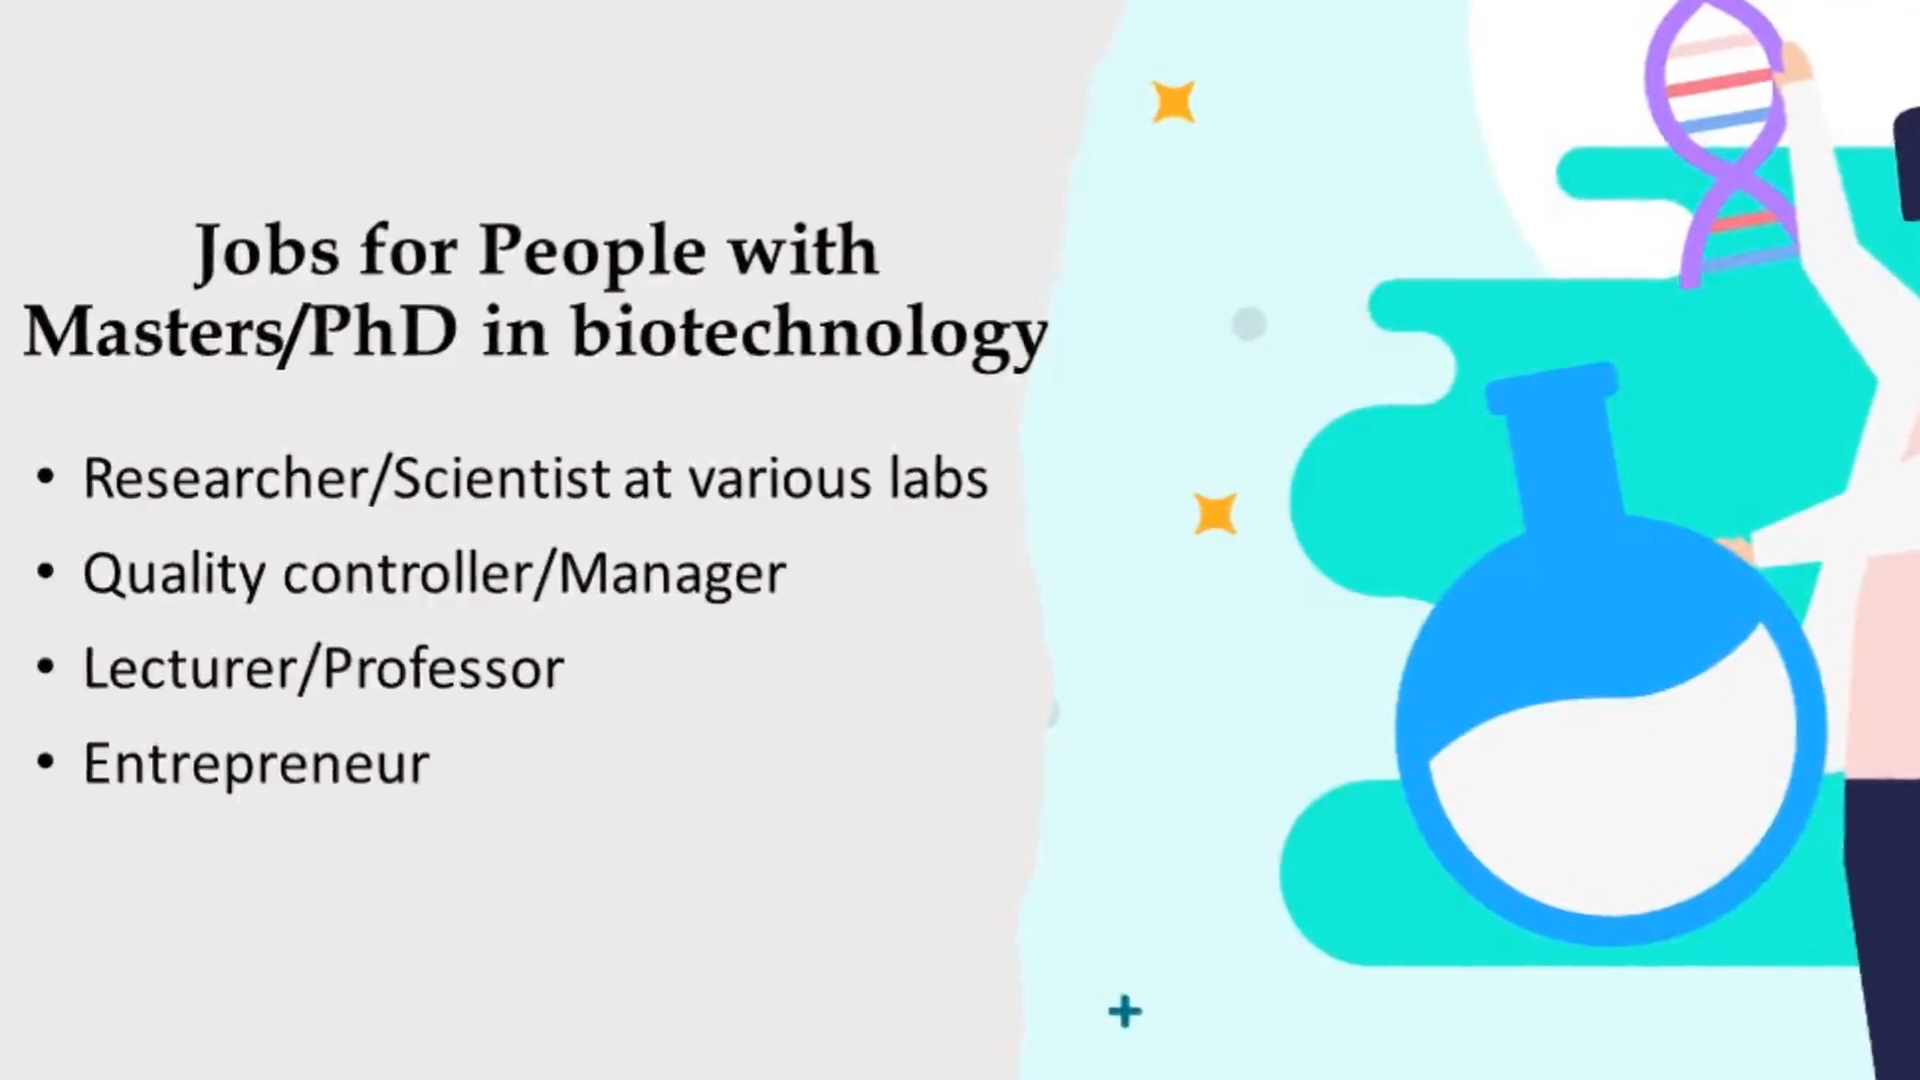 Jobs for People with
Masters/PhD in biotechnology
• Researcher/Scientist at various labs
• Quality controller/Manager
• Lecturer/Professor
• Entrepreneur